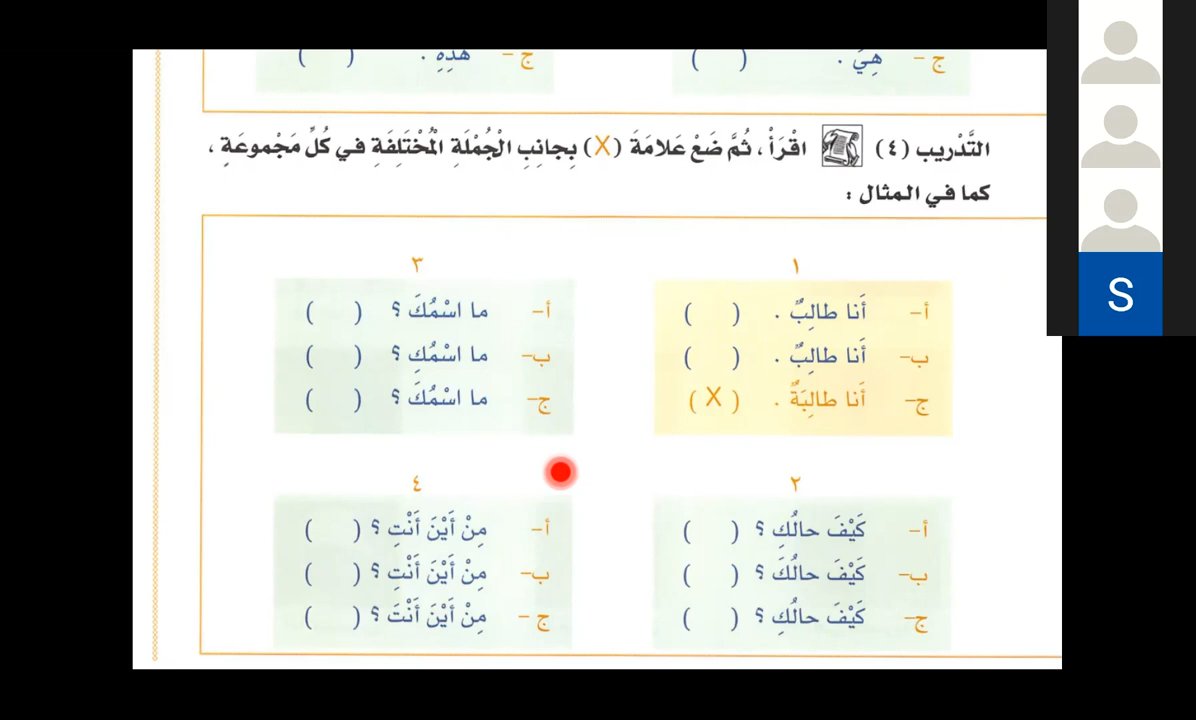 ج - هِيَ . ( )
ج - هٰذِهِ . ( )
التَّدْريب (٤) اقْرَأْ ، ثُمَّ ضَعْ عَلامَةَ (X) بِجانِبِ الْجُمْلَةِ الْمُخْتَلِفَةِ في كُلِّ مَجْموعَةٍ ،
كما في المثال :
١
أ- أَنا طالِبٌ . ( )
ب- أَنا طالِبٌ . ( )
ج- أَنا طالِبَةٌ . ( X )
٢
أ- كَيْفَ حالُكِ ؟ ( )
ب- كَيْفَ حالُكَ ؟ ( )
ج- كَيْفَ حالُكِ ؟ ( )
٣
أ- ما اسْمُكَ ؟ ( )
ب- ما اسْمُكِ ؟ ( )
ج- ما اسْمُكَ ؟ ( )
٤
أ- مِنْ أَيْنَ أَنْتِ ؟ ( )
ب- مِنْ أَيْنَ أَنْتِ ؟ ( )
ج - مِنْ أَيْنَ أَنْتَ ؟ ( )
S